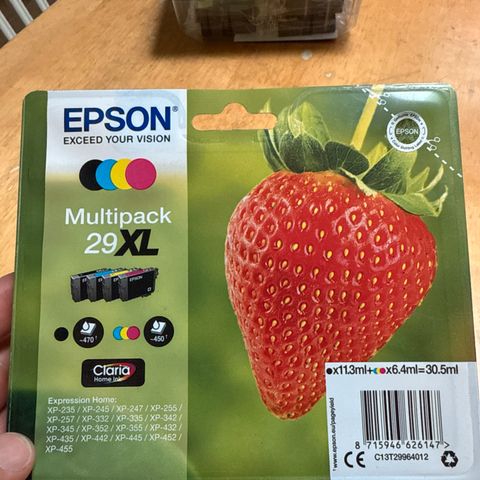 EPSON
EXCEED YOUR VISION
EPSON
Multipack
29XL
~470
~450
Claria
Home Ink
Expression Home:
XP-235 / XP-245 / XP-247 / XP-255 /
XP-257 / XP-332 / XP-335 / XP-342 /
XP-345 / XP-352 / XP-355 / XP-432 /
XP-435 / XP-442 / XP-445 / XP-452 /
XP-455
x11.3ml+x6.4ml=30.5ml
www.epson.eu/pageyield
8 715946 626147 >
CE C13T29964012